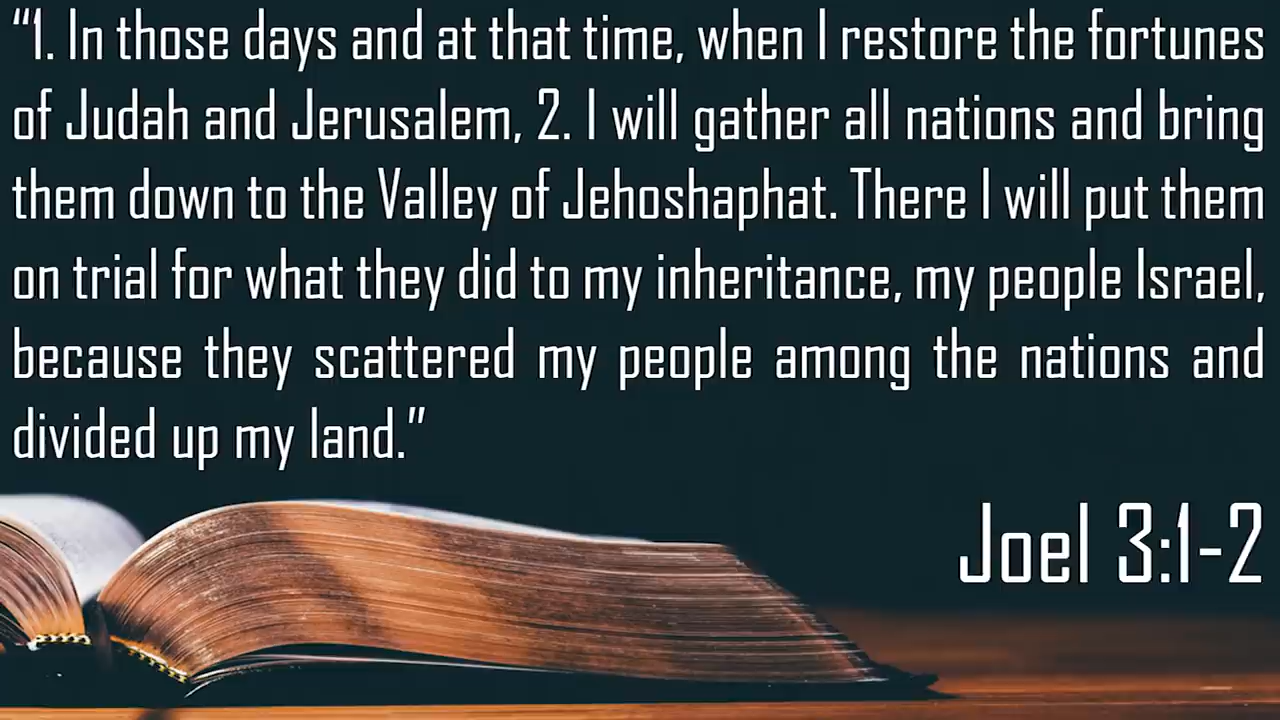 “1. In those days and at that time, when I restore the fortunes
of Judah and Jerusalem, 2. I will gather all nations and bring
them down to the Valley of Jehoshaphat. There I will put them
on trial for what they did to my inheritance, my people Israel,
because they scattered my people among the nations and
divided up my land.”
Joel 3:1-2